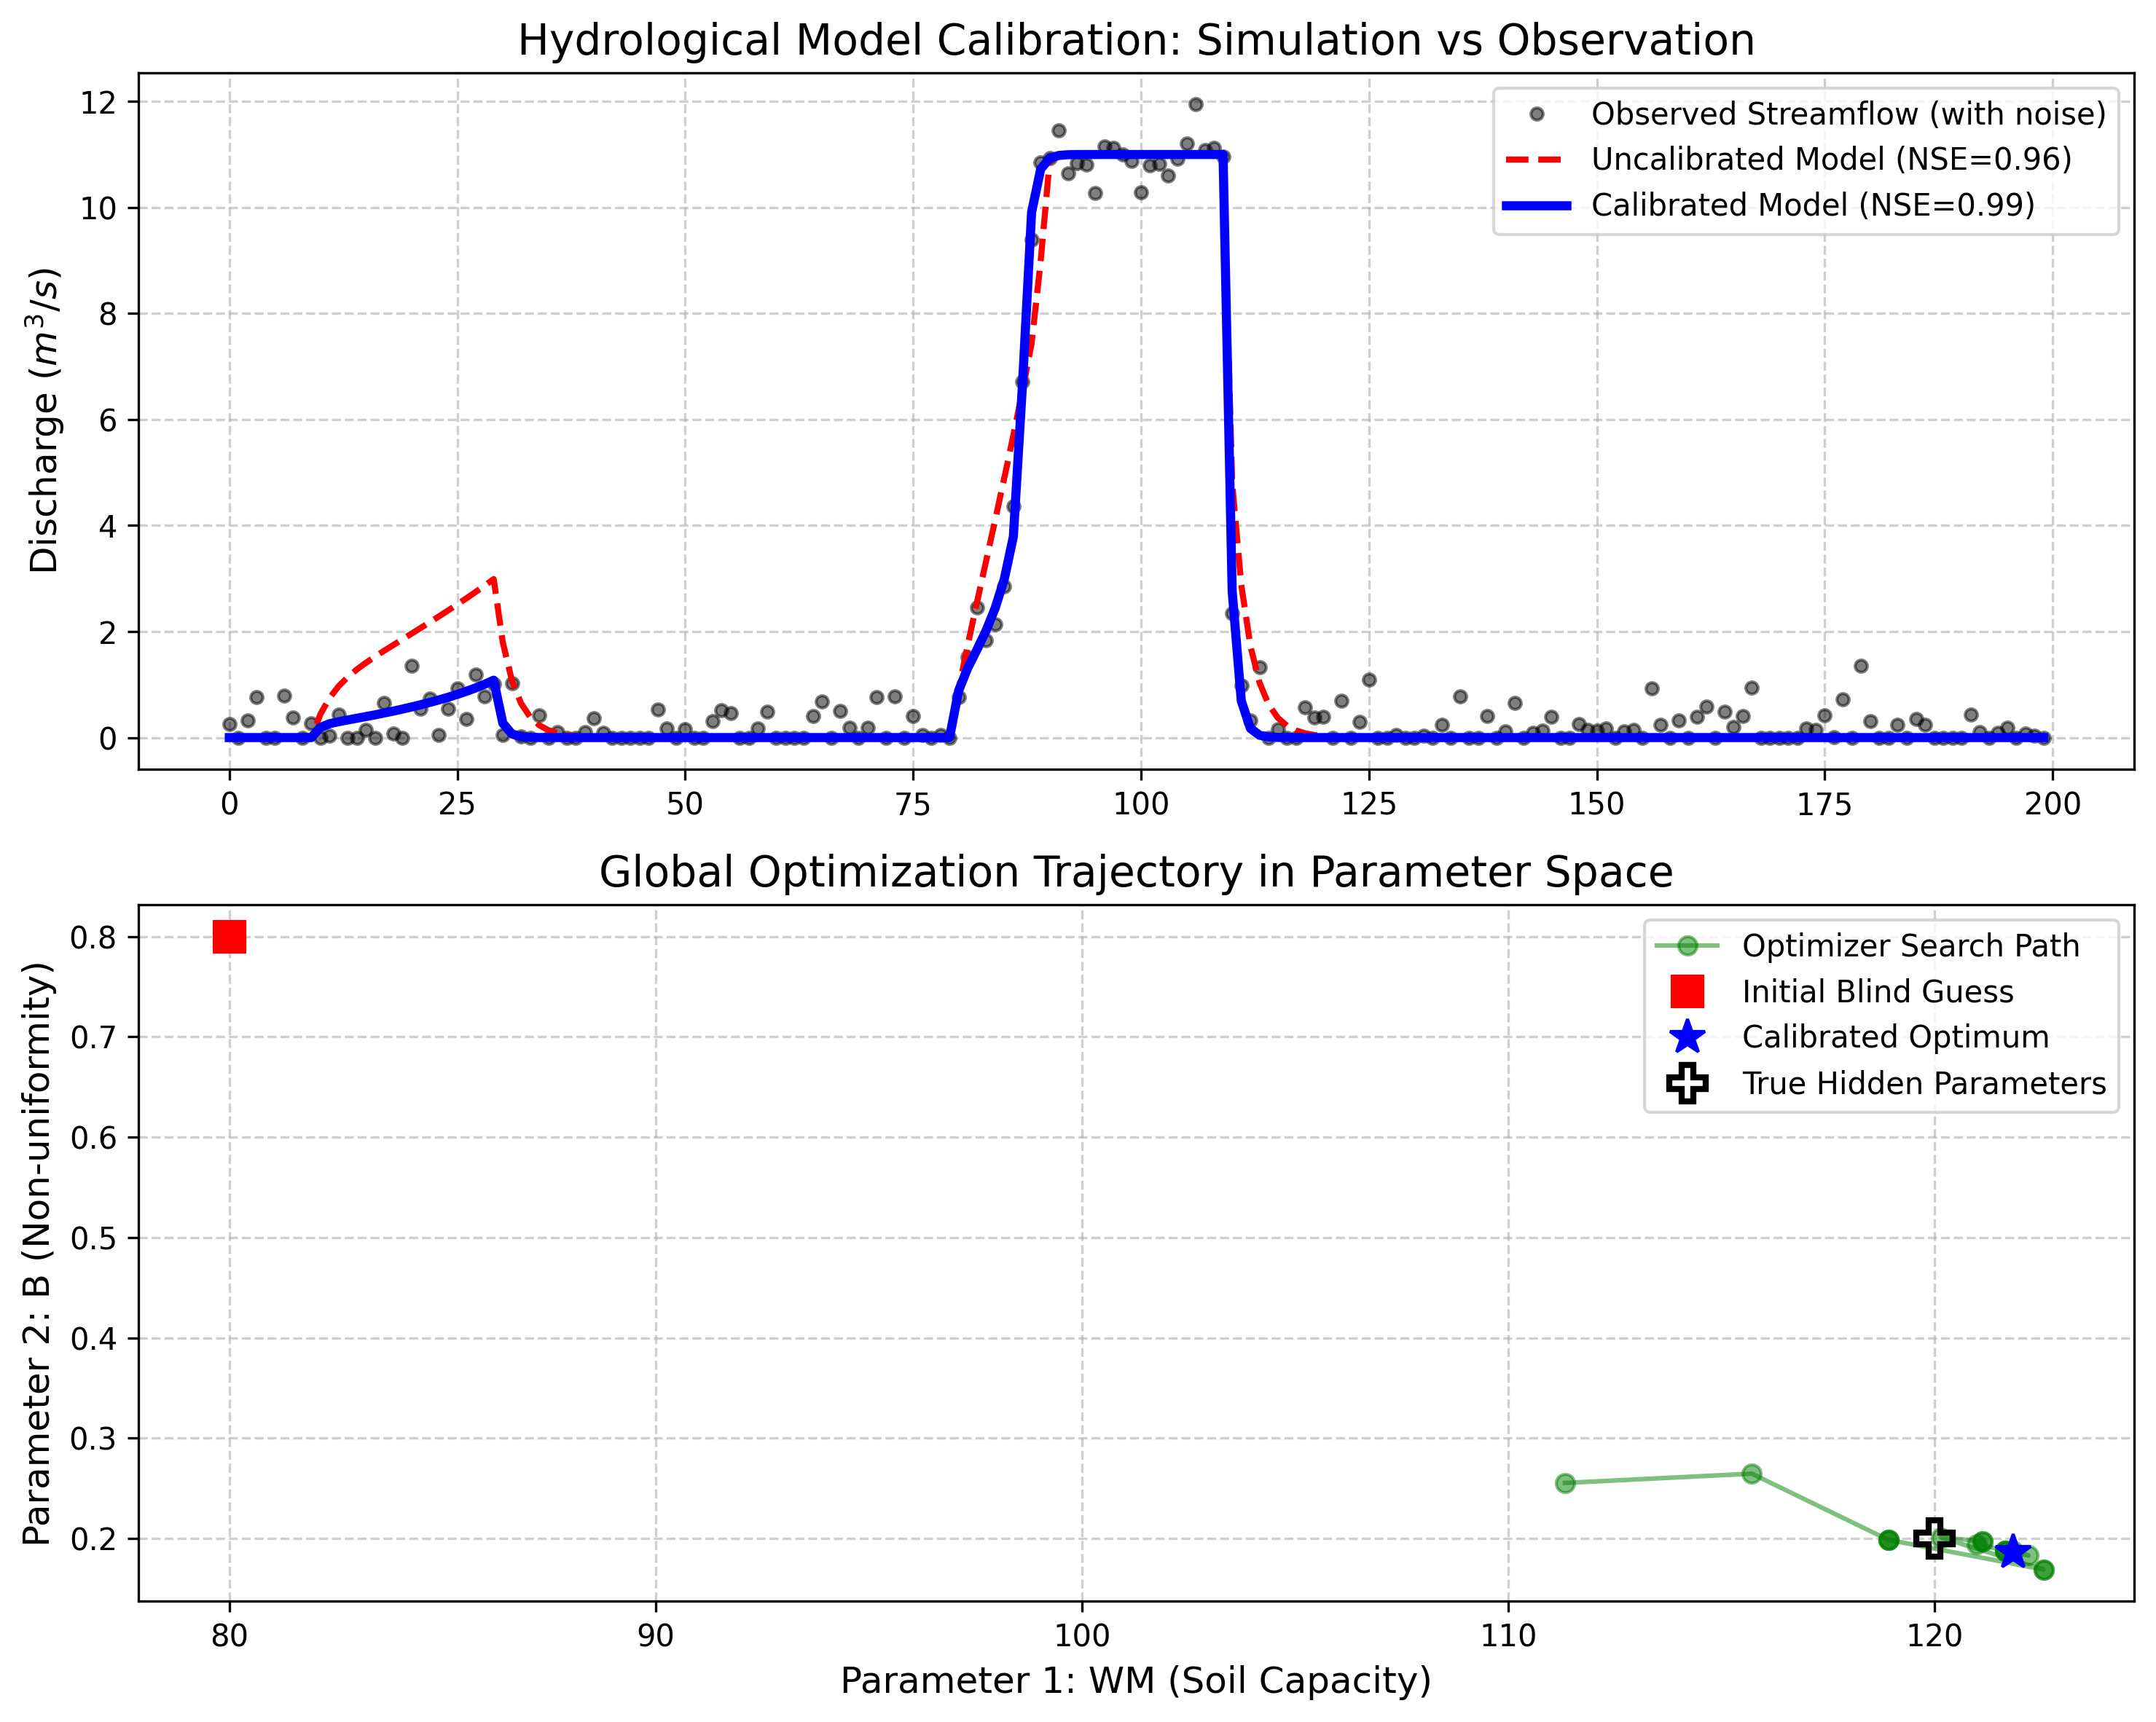 Hydrological Model Calibration: Simulation vs Observation
12
10
8
6
4
2
0
Discharge (m³/s)
Observed Streamflow (with noise)
Uncalibrated Model (NSE=0.96)
Calibrated Model (NSE=0.99)
0 25 50 75 100 125 150 175 200
Global Optimization Trajectory in Parameter Space
0.8
0.7
0.6
0.5
0.4
0.3
0.2
Parameter 2: B (Non-uniformity)
Optimizer Search Path
Initial Blind Guess
Calibrated Optimum
True Hidden Parameters
80 90 100 110 120
Parameter 1: WM (Soil Capacity)